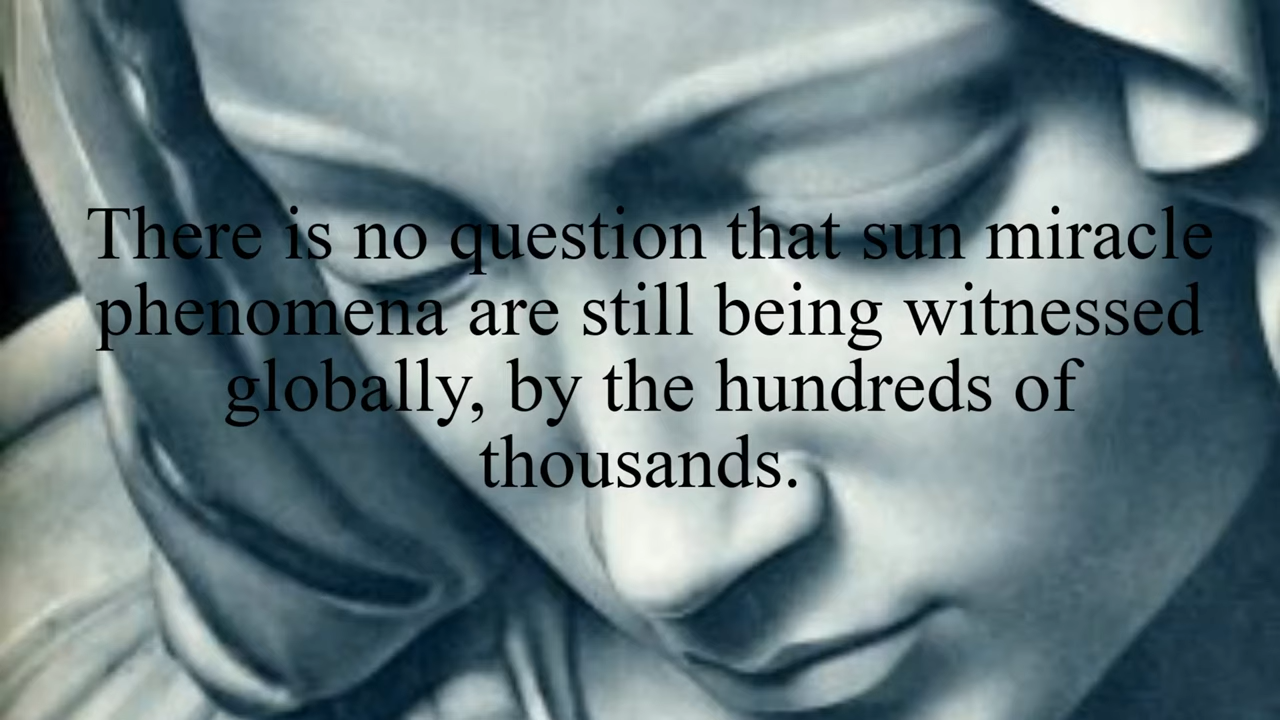 There is no question that sun miracle
phenomena are still being witnessed
globally, by the hundreds of
thousands.